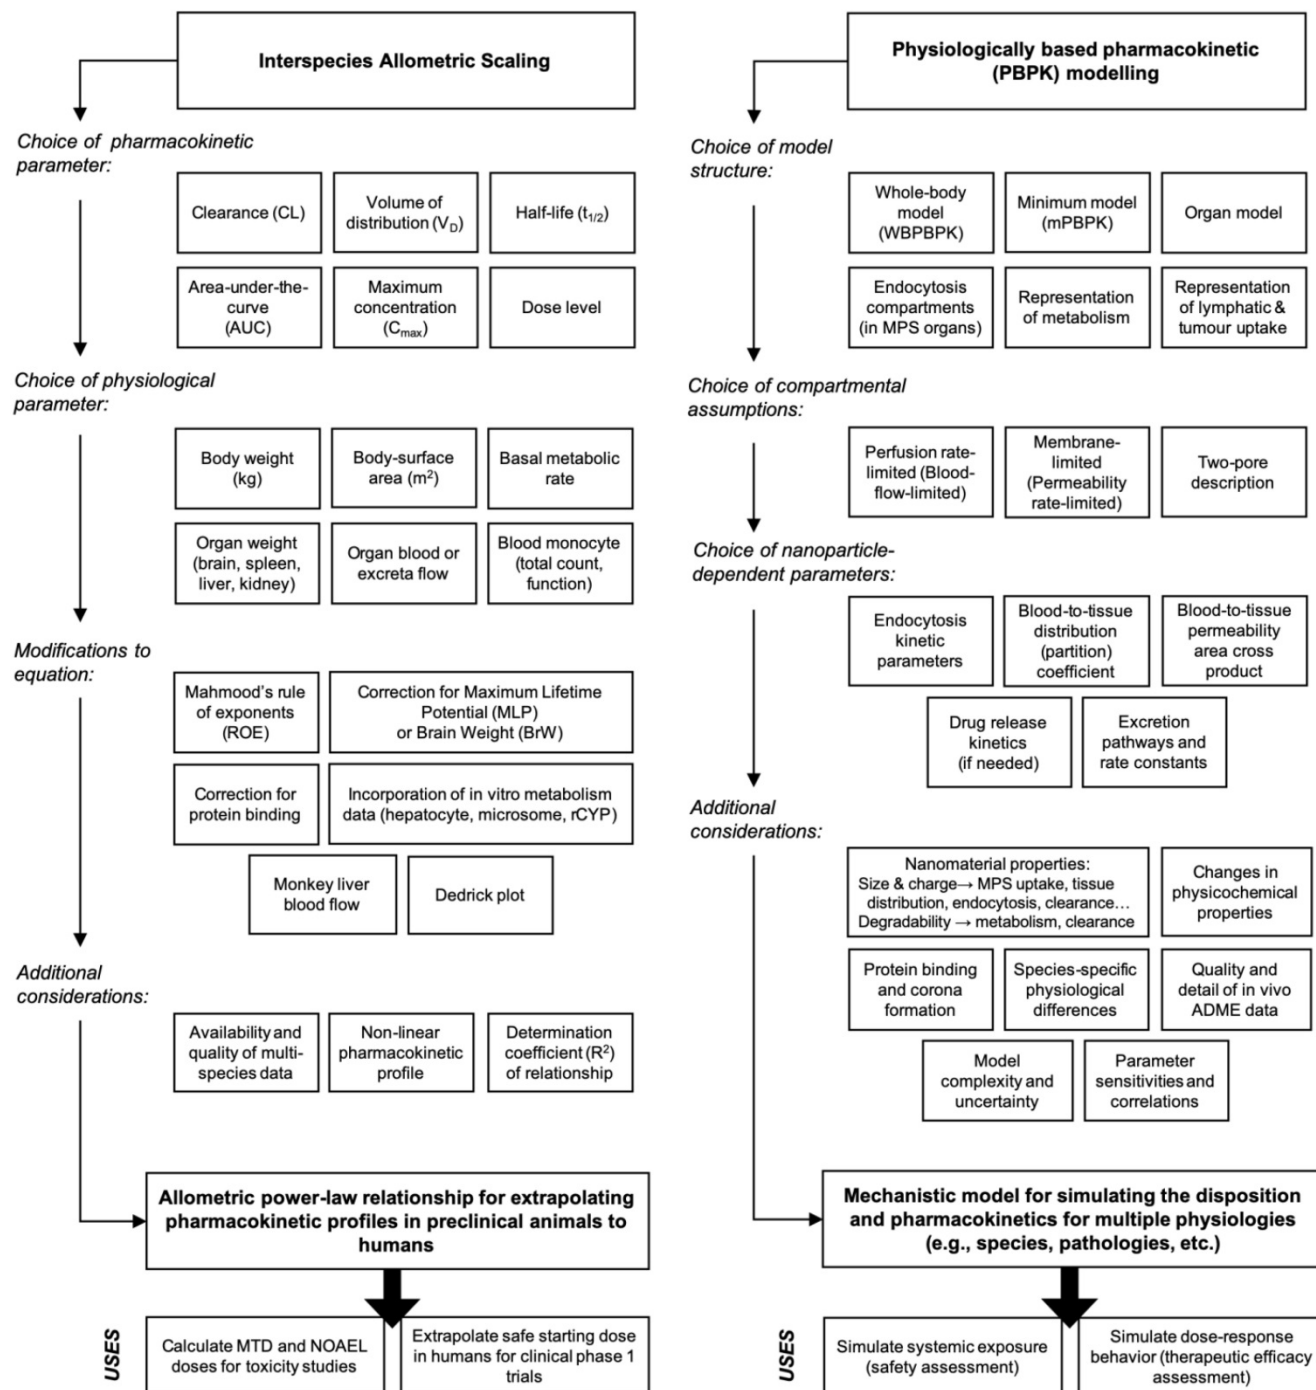 Interspecies Allometric Scaling
Choice of pharmacokinetic
parameter:
Clearance (CL)
Volume of
distribution (V_D)
Half-life (t_1/2)
Area-under-the-
curve
(AUC)
Maximum
concentration
(C_max)
Dose level
Choice of physiological
parameter:
Body weight
(kg)
Body-surface
area (m²)
Basal metabolic
rate
Organ weight
(brain, spleen,
liver, kidney)
Organ blood or
excreta flow
Blood monocyte
(total count,
function)
Modifications to
equation:
Mahmood's rule
of exponents
(ROE)
Correction for Maximum Lifetime
Potential (MLP)
or Brain Weight (BrW)
Correction for
protein binding
Incorporation of in vitro metabolism
data (hepatocyte, microsome, rCYP)
Monkey liver
blood flow
Dedrick plot
Additional
considerations:
Availability and
quality of multi-
species data
Non-linear
pharmacokinetic
profile
Determination
coefficient (R²)
of relationship
Allometric power-law relationship for extrapolating
pharmacokinetic profiles in preclinical animals to
humans
USES
Calculate MTD and NOAEL
doses for toxicity studies
Extrapolate safe starting dose
in humans for clinical phase 1
trials
Physiologically based pharmacokinetic
(PBPK) modelling
Choice of model
structure:
Whole-body
model
(WBPBPK)
Minimum model
(mPBPK)
Organ model
Endocytosis
compartments
(in MPS organs)
Representation
of metabolism
Representation
of lymphatic &
tumour uptake
Choice of compartmental
assumptions:
Perfusion rate-
limited (Blood-
flow-limited)
Membrane-
limited
(Permeability
rate-limited)
Two-pore
description
Choice of nanoparticle-
dependent parameters:
Endocytosis
kinetic
parameters
Blood-to-tissue
distribution
(partition)
coefficient
Blood-to-tissue
permeability
area cross
product
Drug release
kinetics
(if needed)
Excretion
pathways and
rate constants
Additional
considerations:
Nanomaterial properties:
Size & charge→ MPS uptake, tissue
distribution, endocytosis, clearance…
Degradability → metabolism, clearance
Changes in
physicochemical
properties
Protein binding
and corona
formation
Species-specific
physiological
differences
Quality and
detail of in vivo
ADME data
Model
complexity and
uncertainty
Parameter
sensitivities and
correlations
Mechanistic model for simulating the disposition
and pharmacokinetics for multiple physiologies
(e.g., species, pathologies, etc.)
USES
Simulate systemic exposure
(safety assessment)
Simulate dose-response
behavior (therapeutic efficacy
assessment)